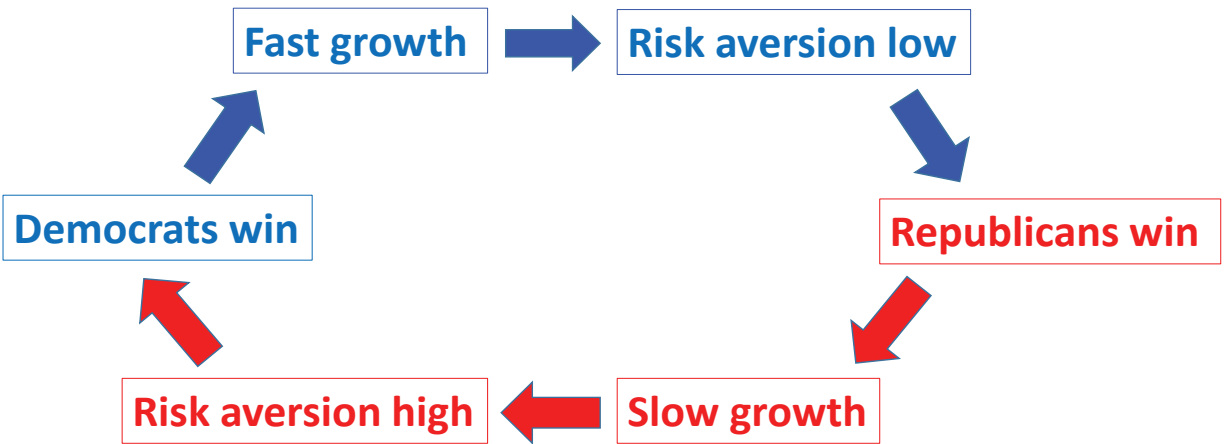 Fast growth
Risk aversion low
Democrats win
Republicans win
Risk aversion high
Slow growth